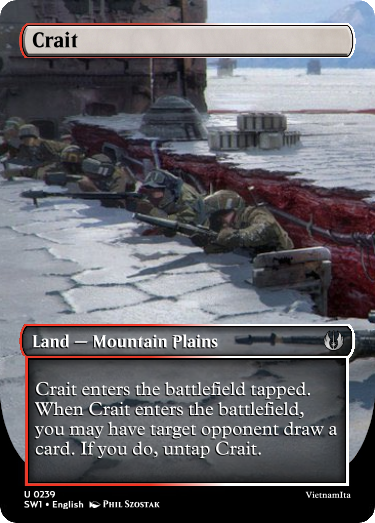 Crait
Land — Mountain Plains
Crait enters the battlefield tapped.
When Crait enters the battlefield,
you may have target opponent draw a
card. If you do, untap Crait.
U 0239
SW1 • English Phil Szostak
VietnamIta